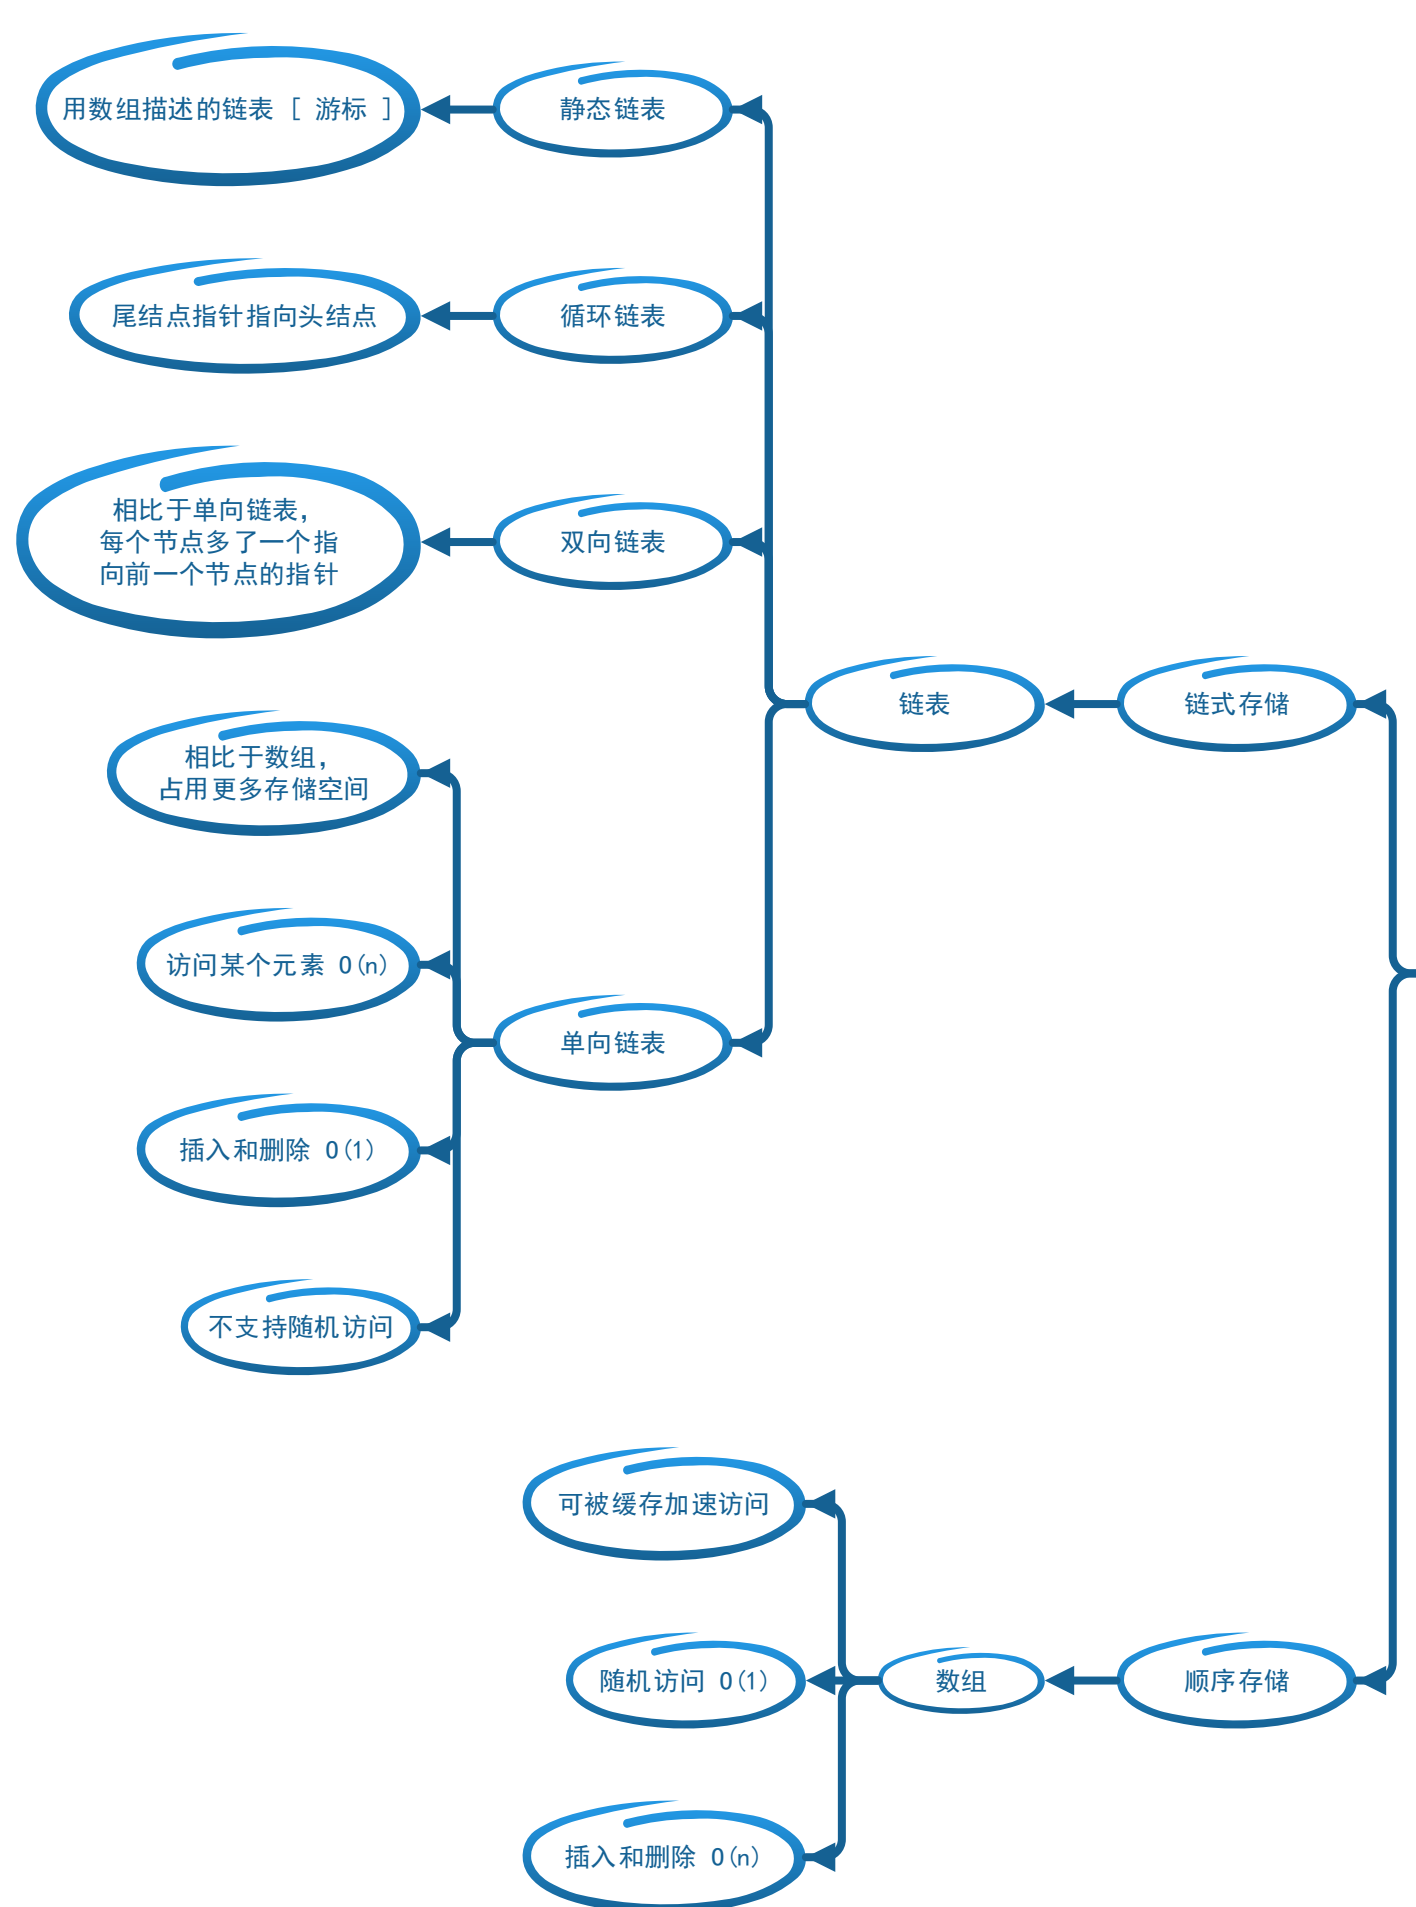 用数组描述的链表 [ 游标 ]
静态链表
尾结点指针指向头结点
循环链表
相比于单向链表，
每个节点多了一个指
向前一个节点的指针
双向链表
链表
链式存储
相比于数组，
占用更多存储空间
访问某个元素 O(n)
单向链表
插入和删除 O(1)
不支持随机访问
可被缓存加速访问
随机访问 O(1)
数组
顺序存储
插入和删除 O(n)